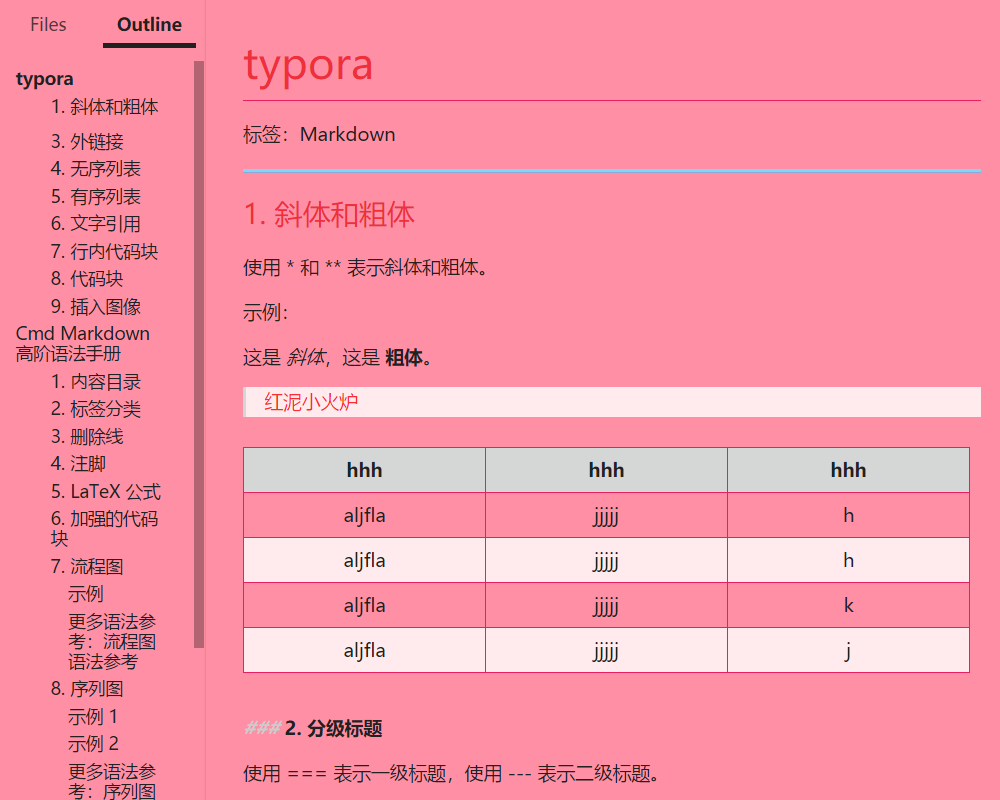 Files
Outline
typora
1. 斜体和粗体
3. 外链接
4. 无序列表
5. 有序列表
6. 文字引用
7. 行内代码块
8. 代码块
9. 插入图像
Cmd Markdown
高阶语法手册
1. 内容目录
2. 标签分类
3. 删除线
4. 注脚
5. LaTeX 公式
6. 加强的代码
块
7. 流程图
示例
更多语法参
考：流程图
语法参考
8. 序列图
示例 1
示例 2
更多语法参
考：序列图
typora
标签：Markdown
1. 斜体和粗体
使用 * 和 ** 表示斜体和粗体。
示例：
这是 斜体，这是 粗体。
红泥小火炉
hhh hhh hhh
aljfla jjjjj h
aljfla jjjjj h
aljfla jjjjj k
aljfla jjjjj j
### 2. 分级标题
使用 === 表示一级标题，使用 --- 表示二级标题。